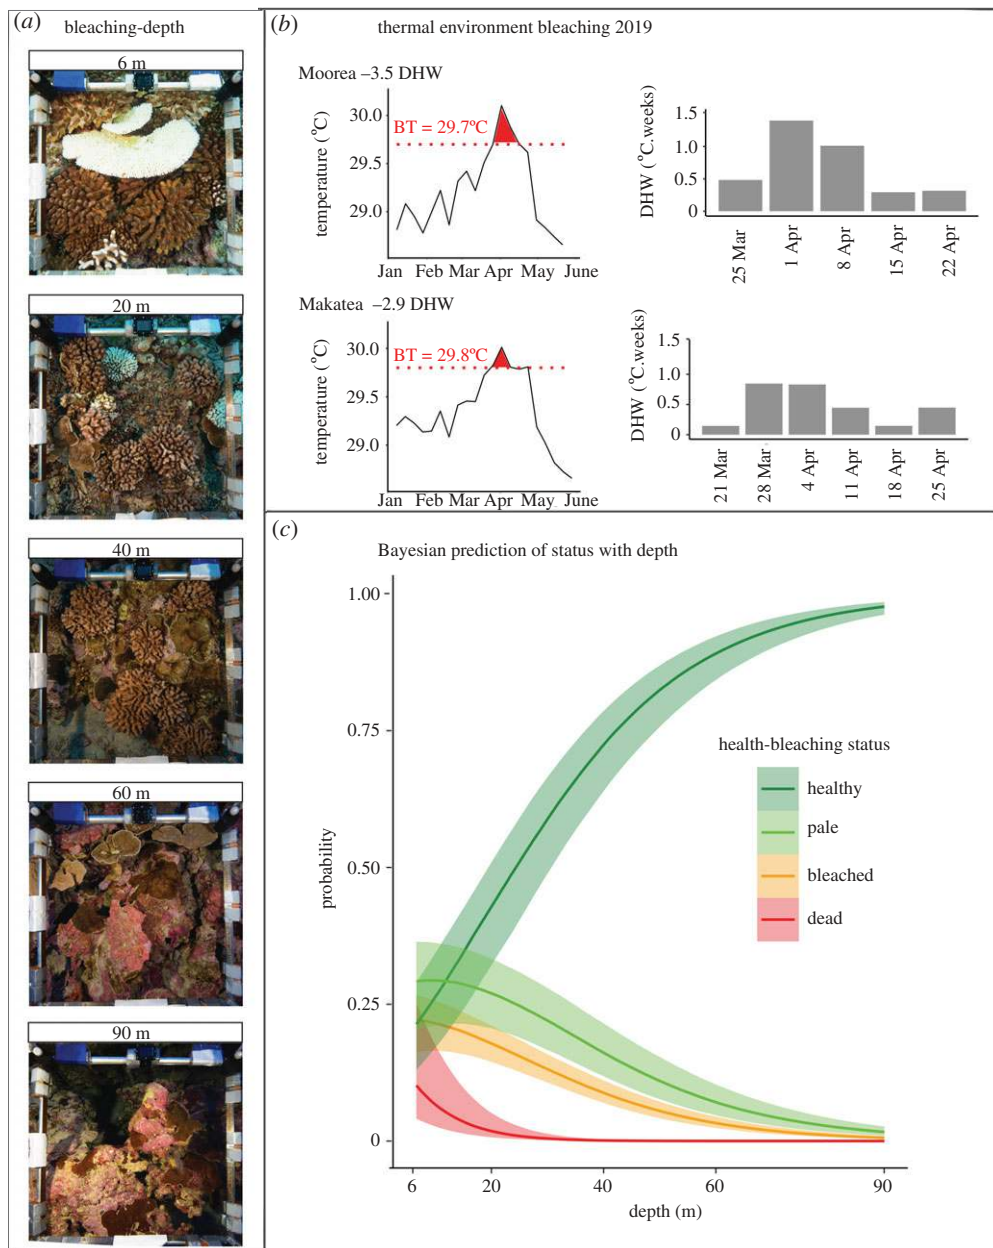 (a)
bleaching-depth
6 m
20 m
40 m
60 m
90 m
(b)
thermal environment bleaching 2019
Moorea –3.5 DHW
temperature (°C)
30.0
29.5
29.0
BT = 29.7°C
Jan Feb Mar Apr May June
DHW (°C.weeks)
1.5
1.0
0.5
0
25 Mar
1 Apr
8 Apr
15 Apr
22 Apr
Makatea –2.9 DHW
temperature (°C)
30.0
29.5
29.0
BT = 29.8°C
Jan Feb Mar Apr May June
DHW (°C.weeks)
1.5
1.0
0.5
0
21 Mar
28 Mar
4 Apr
11 Apr
18 Apr
25 Apr
(c)
Bayesian prediction of status with depth
probability
1.00
0.75
0.50
0.25
0
health-bleaching status
healthy
pale
bleached
dead
6 20 40 60 90
depth (m)